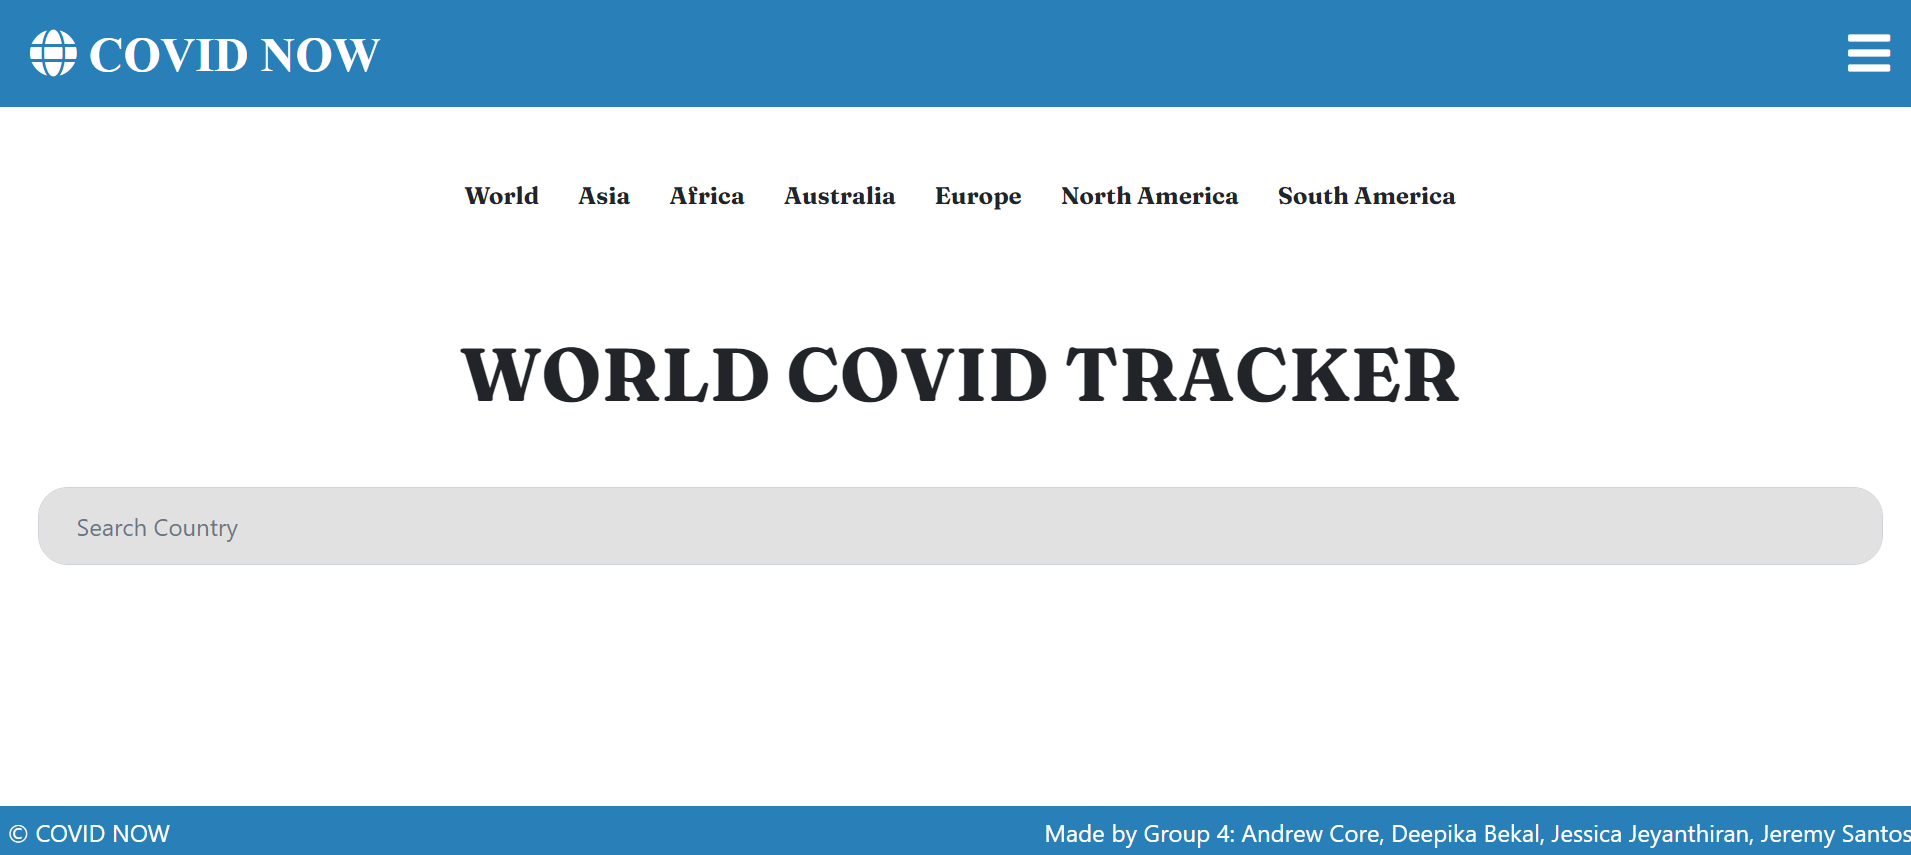 COVID NOW
World Asia Africa Australia Europe North America South America
WORLD COVID TRACKER
Search Country
© COVID NOW Made by Group 4: Andrew Core, Deepika Bekal, Jessica Jeyanthiran, Jeremy Santos